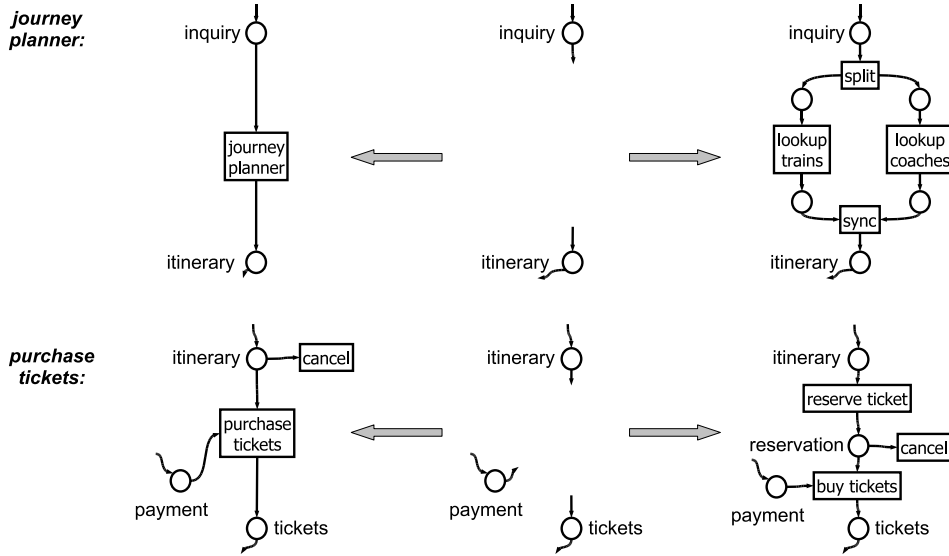 journey
planner:
inquiry
inquiry
inquiry
split
journey
planner
lookup
trains
lookup
coaches
sync
itinerary
itinerary
itinerary
purchase
tickets:
itinerary
cancel
itinerary
itinerary
purchase
tickets
reserve ticket
reservation
cancel
payment
payment
payment
buy tickets
tickets
tickets
tickets